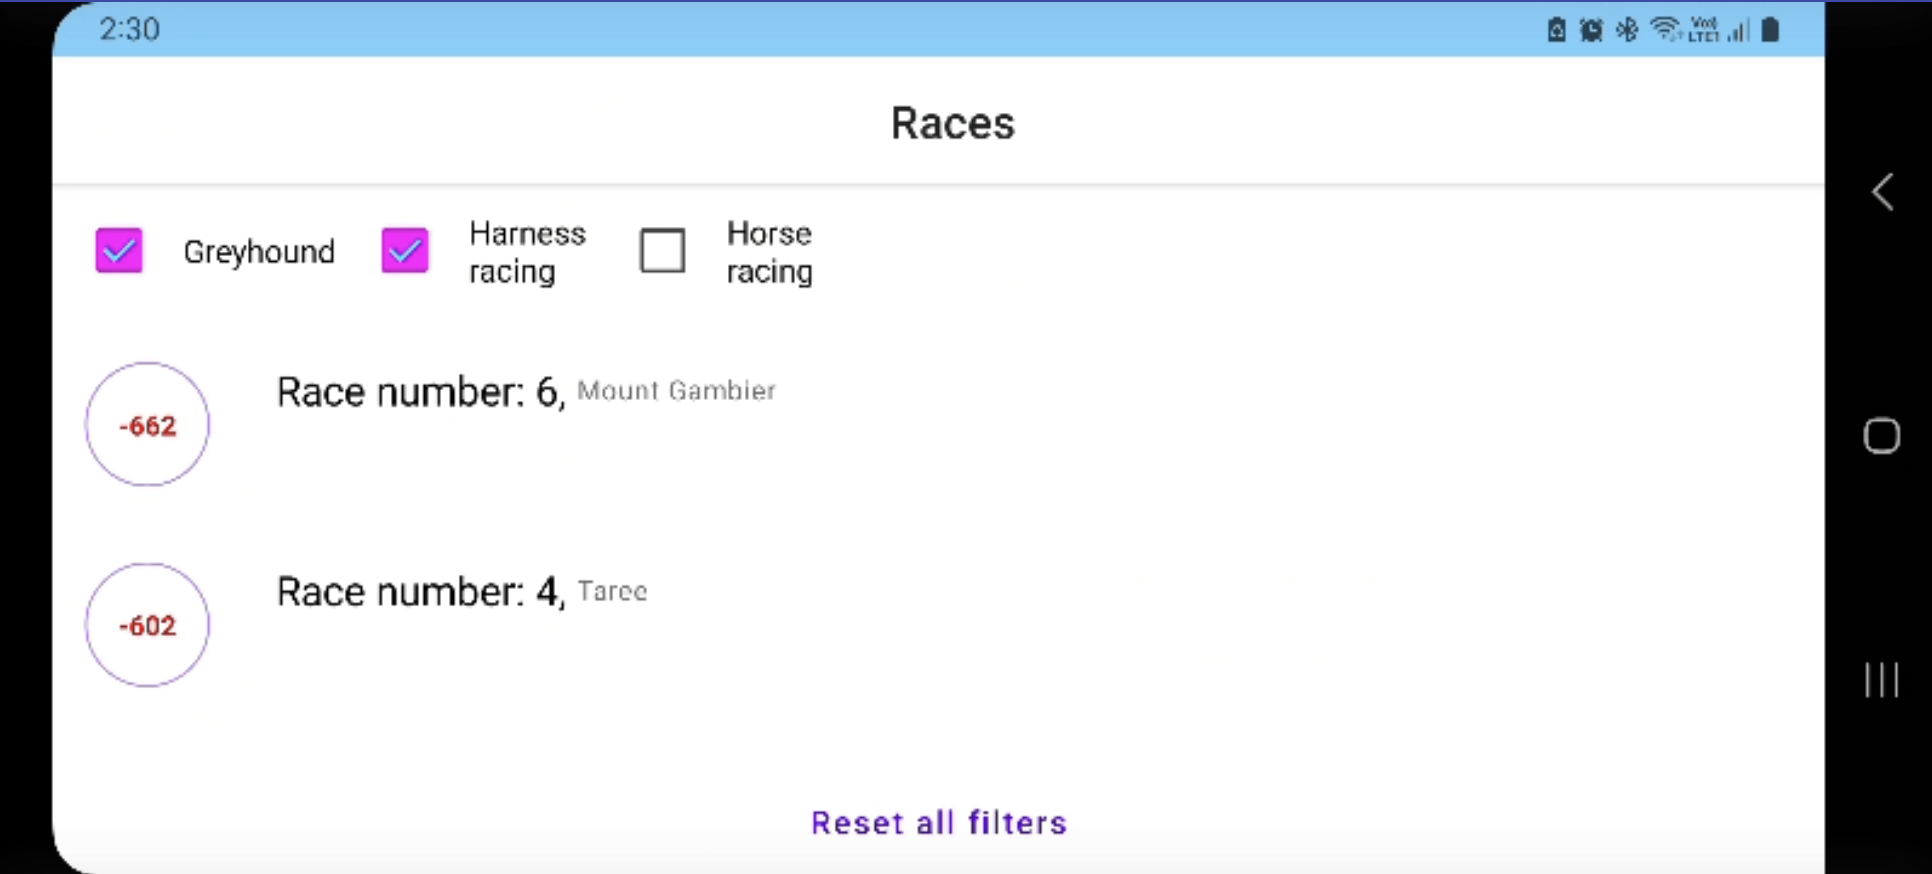 2:30
Races
Greyhound
Harness
racing
Horse
racing
Race number: 6, Mount Gambier
-662
Race number: 4, Taree
-602
Reset all filters